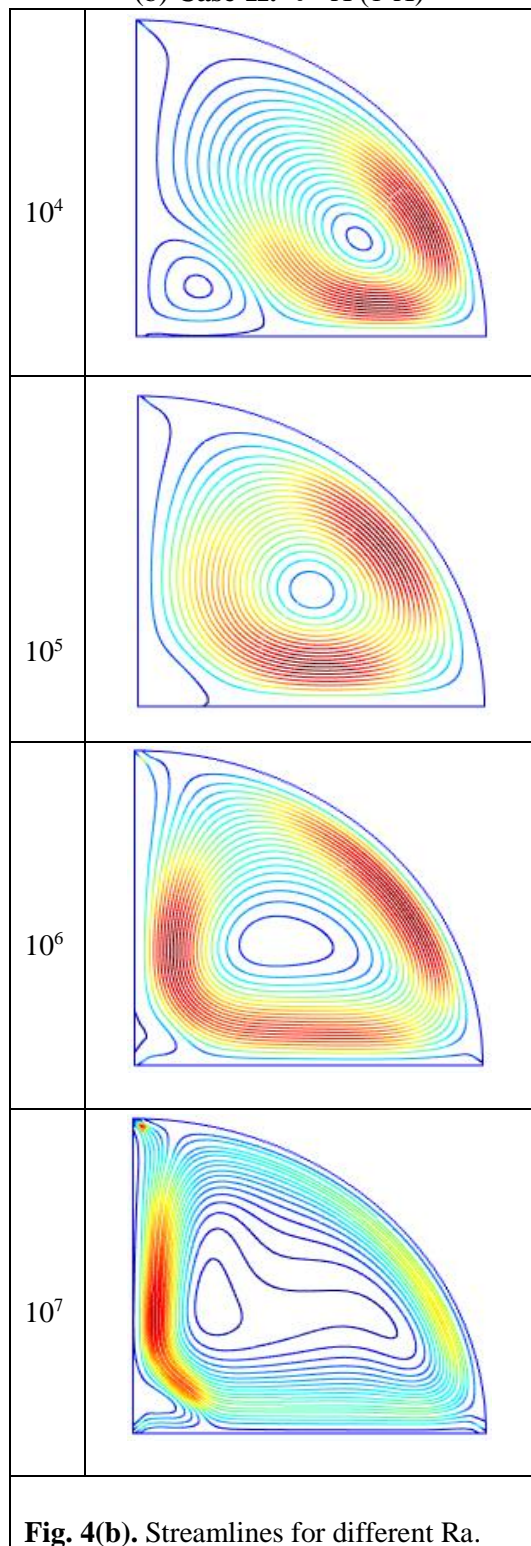 10⁴
10⁵
10⁶
10⁷
Fig. 4(b). Streamlines for different Ra.